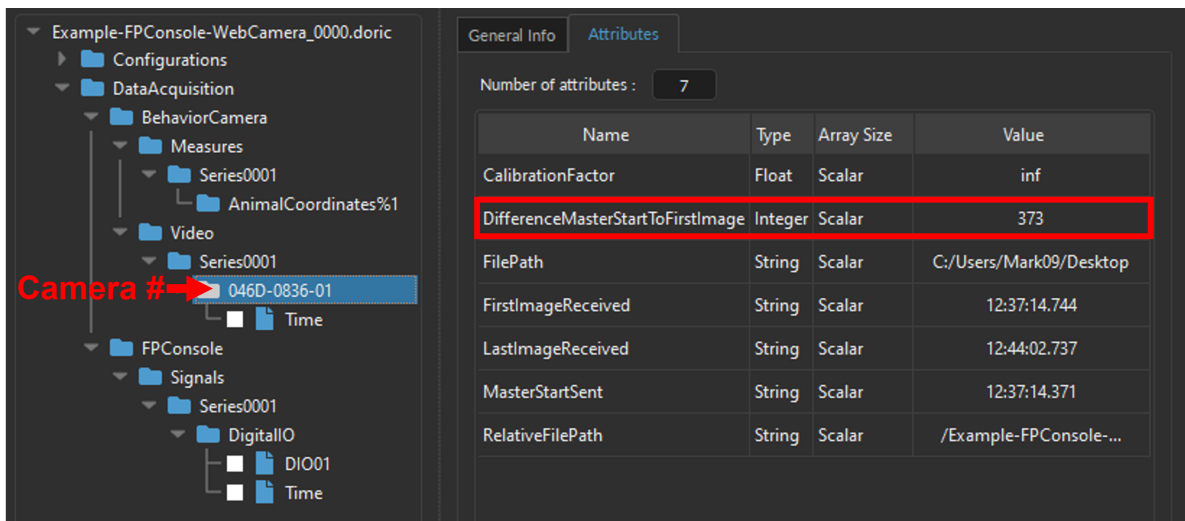 Example-FPConsole-WebCamera_0000.doric
Configurations
DataAcquisition
BehaviorCamera
Measures
Series0001
AnimalCoordinates%1
Video
Series0001
Camera # 046D-0836-01
Time
FPConsole
Signals
Series0001
DigitalIO
DIO01
Time
General Info Attributes
Number of attributes : 7
Name Type Array Size Value
CalibrationFactor Float Scalar inf
DifferenceMasterStartToFirstImage Integer Scalar 373
FilePath String Scalar C:/Users/Mark09/Desktop
FirstImageReceived String Scalar 12:37:14.744
LastImageReceived String Scalar 12:44:02.737
MasterStartSent String Scalar 12:37:14.371
RelativeFilePath String Scalar /Example-FPConsole-...